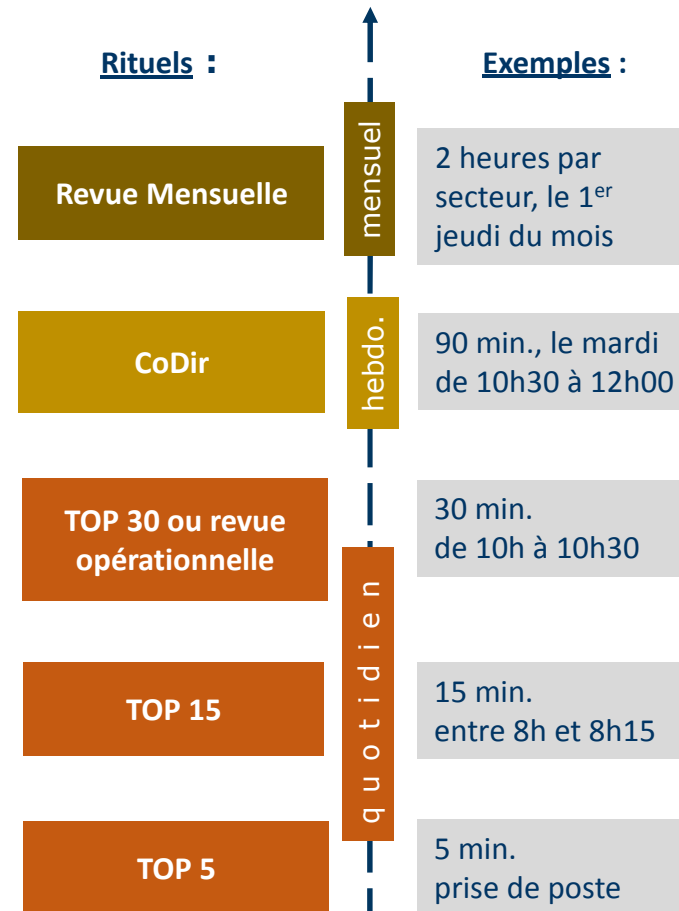 Rituels :
Exemples :
mensuel
Revue Mensuelle
2 heures par
secteur, le 1er
jeudi du mois
hebdo.
CoDir
90 min., le mardi
de 10h30 à 12h00
quotidien
TOP 30 ou revue
opérationnelle
30 min.
de 10h à 10h30
TOP 15
15 min.
entre 8h et 8h15
TOP 5
5 min.
prise de poste